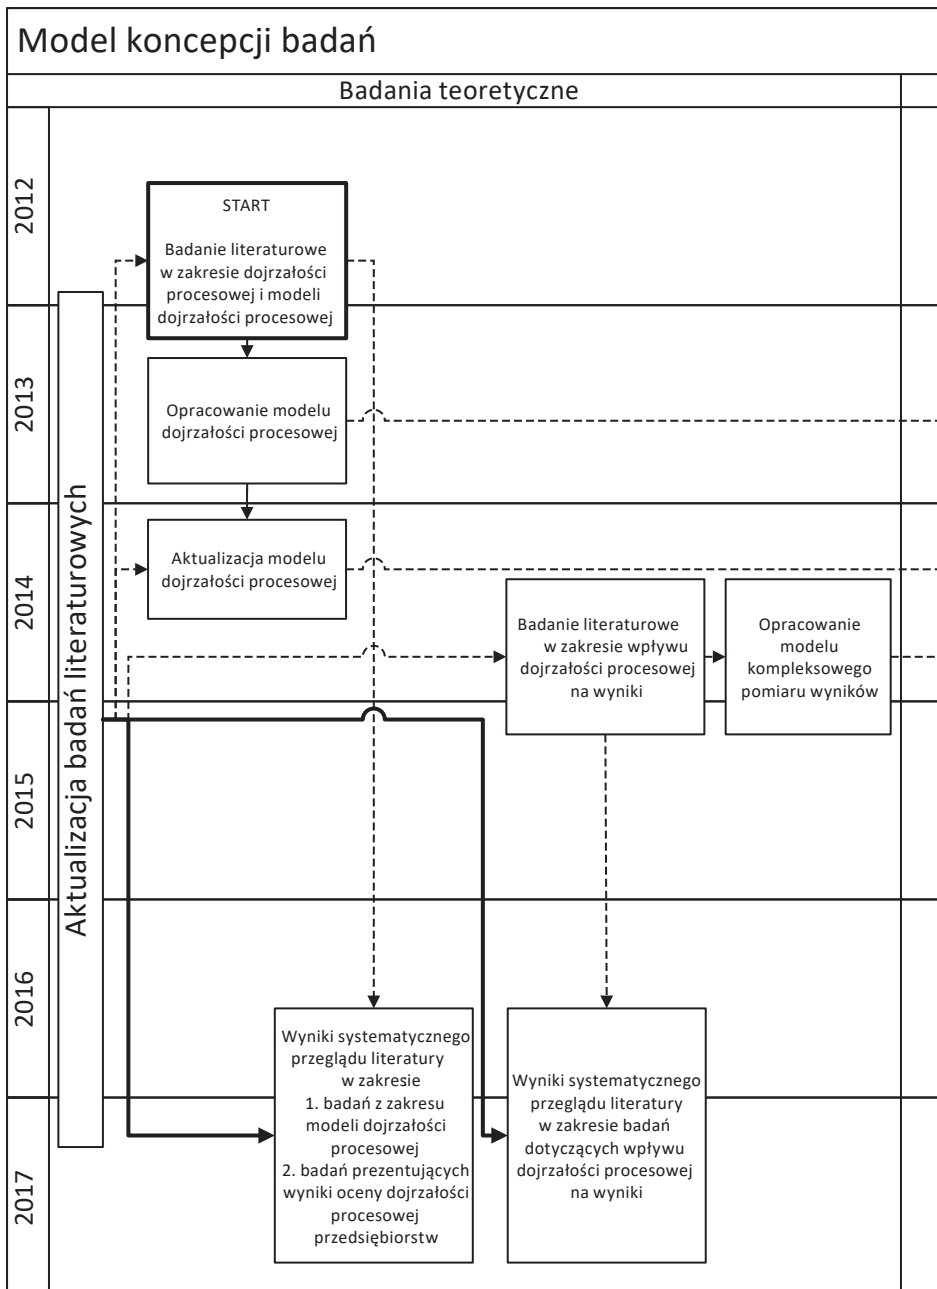 Model koncepcji badań
Badania teoretyczne
2012
START
Badanie literaturowe
w zakresie dojrzałości
procesowej i modeli
dojrzałości procesowej
2013
Opracowanie modelu
dojrzałości procesowej
Aktualizacja badań literaturowych
2014
Aktualizacja modelu
dojrzałości procesowej
Badanie literaturowe
w zakresie wpływu
dojrzałości procesowej
na wyniki
Opracowanie
modelu
kompleksowego
pomiaru wyników
2015
2016
Wyniki systematycznego
przeglądu literatury
w zakresie
1. badań z zakresu
modeli dojrzałości
procesowej
2. badań prezentujących
wyniki oceny dojrzałości
procesowej
przedsiębiorstw
Wyniki systematycznego
przeglądu literatury
w zakresie badań
dotyczących wpływu
dojrzałości procesowej
na wyniki
2017